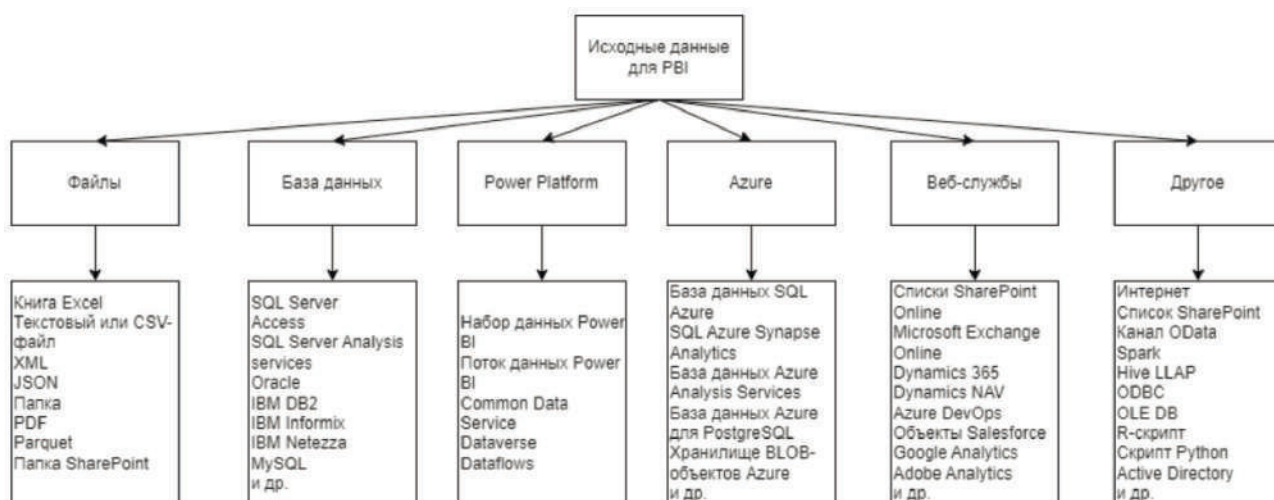 Исходные данные
для PBI
Файлы
База данных
Power Platform
Azure
Веб-службы
Другое
Книга Excel
Текстовый или CSV-
файл
XML
JSON
Папка
PDF
Parquet
Папка SharePoint
SQL Server
Access
SQL Server Analysis
services
Oracle
IBM DB2
IBM Informix
IBM Netezza
MySQL
и др.
Набор данных Power
BI
Поток данных Power
BI
Common Data
Service
Dataverse
Dataflows
База данных SQL
Azure
SQL Azure Synapse
Analytics
База данных Azure
Analysis Services
База данных Azure
для PostgreSQL
Хранилище BLOB-
объектов Azure
и др.
Списки SharePoint
Online
Microsoft Exchange
Online
Dynamics 365
Dynamics NAV
Azure DevOps
Объекты Salesforce
Google Analytics
Adobe Analytics
и др.
Интернет
Список SharePoint
Канал OData
Spark
Hive LLAP
ODBC
OLE DB
R-скрипт
Скрипт Python
Active Directory
и др.